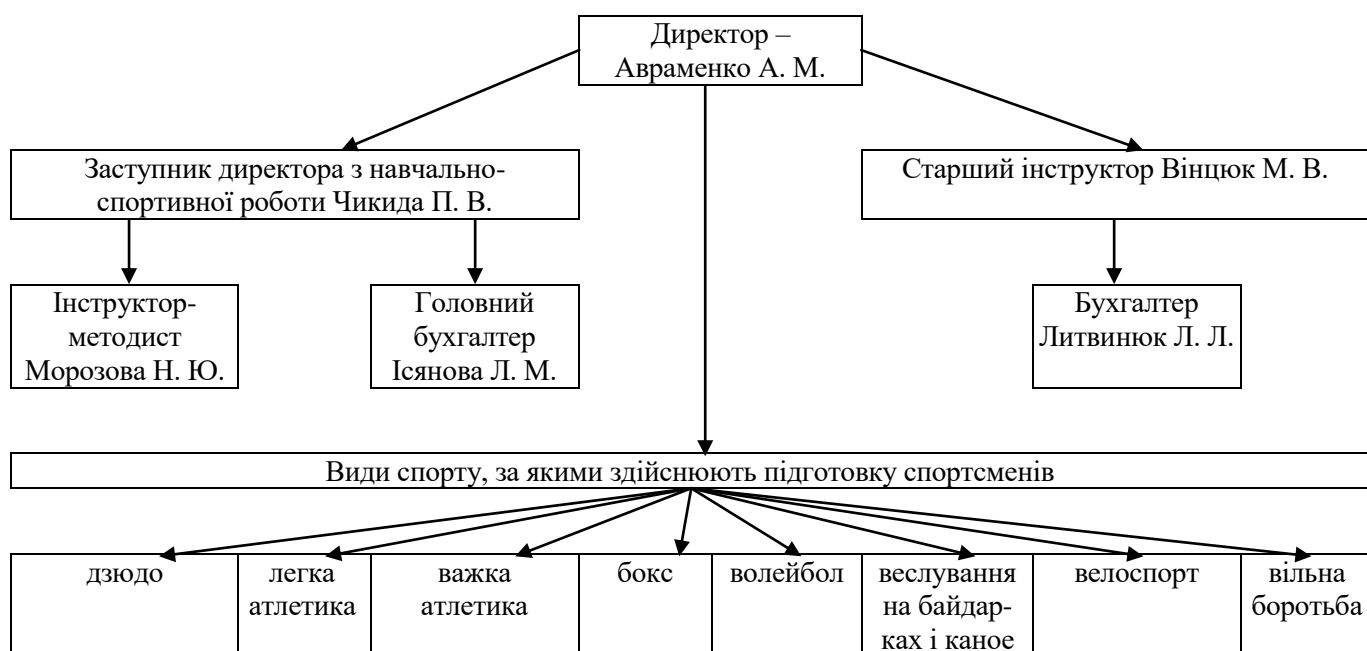 Директор –
Авраменко А. М.
Заступник директора з навчально-
спортивної роботи Чикида П. В.
Старший інструктор Вінцюк М. В.
Інструктор-
методист
Морозова Н. Ю.
Головний
бухгалтер
Ісянова Л. М.
Бухгалтер
Литвинюк Л. Л.
Види спорту, за якими здійснюють підготовку спортсменів
дзюдо
легка
атлетика
важка
атлетика
бокс
волейбол
веслування
на байдар-
ках і каное
велоспорт
вільна
боротьба